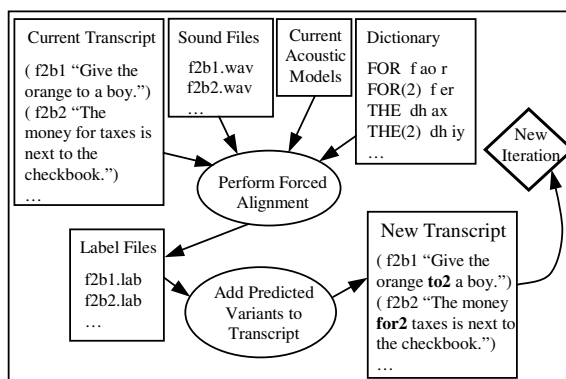 Current Transcript
( f2b1 “Give the
orange to a boy.”)
( f2b2 “The
money for taxes is
next to the
checkbook.”)
…
Sound Files
f2b1.wav
f2b2.wav
…
Current
Acoustic
Models
Dictionary
FOR f ao r
FOR(2) f er
THE dh ax
THE(2) dh iy
…
New
Iteration
Perform Forced
Alignment
Label Files
f2b1.lab
f2b2.lab
…
Add Predicted
Variants to
Transcript
New Transcript
( f2b1 “Give the
orange to2 a boy.”)
( f2b2 “The money
for2 taxes is next to
the checkbook.”)
…